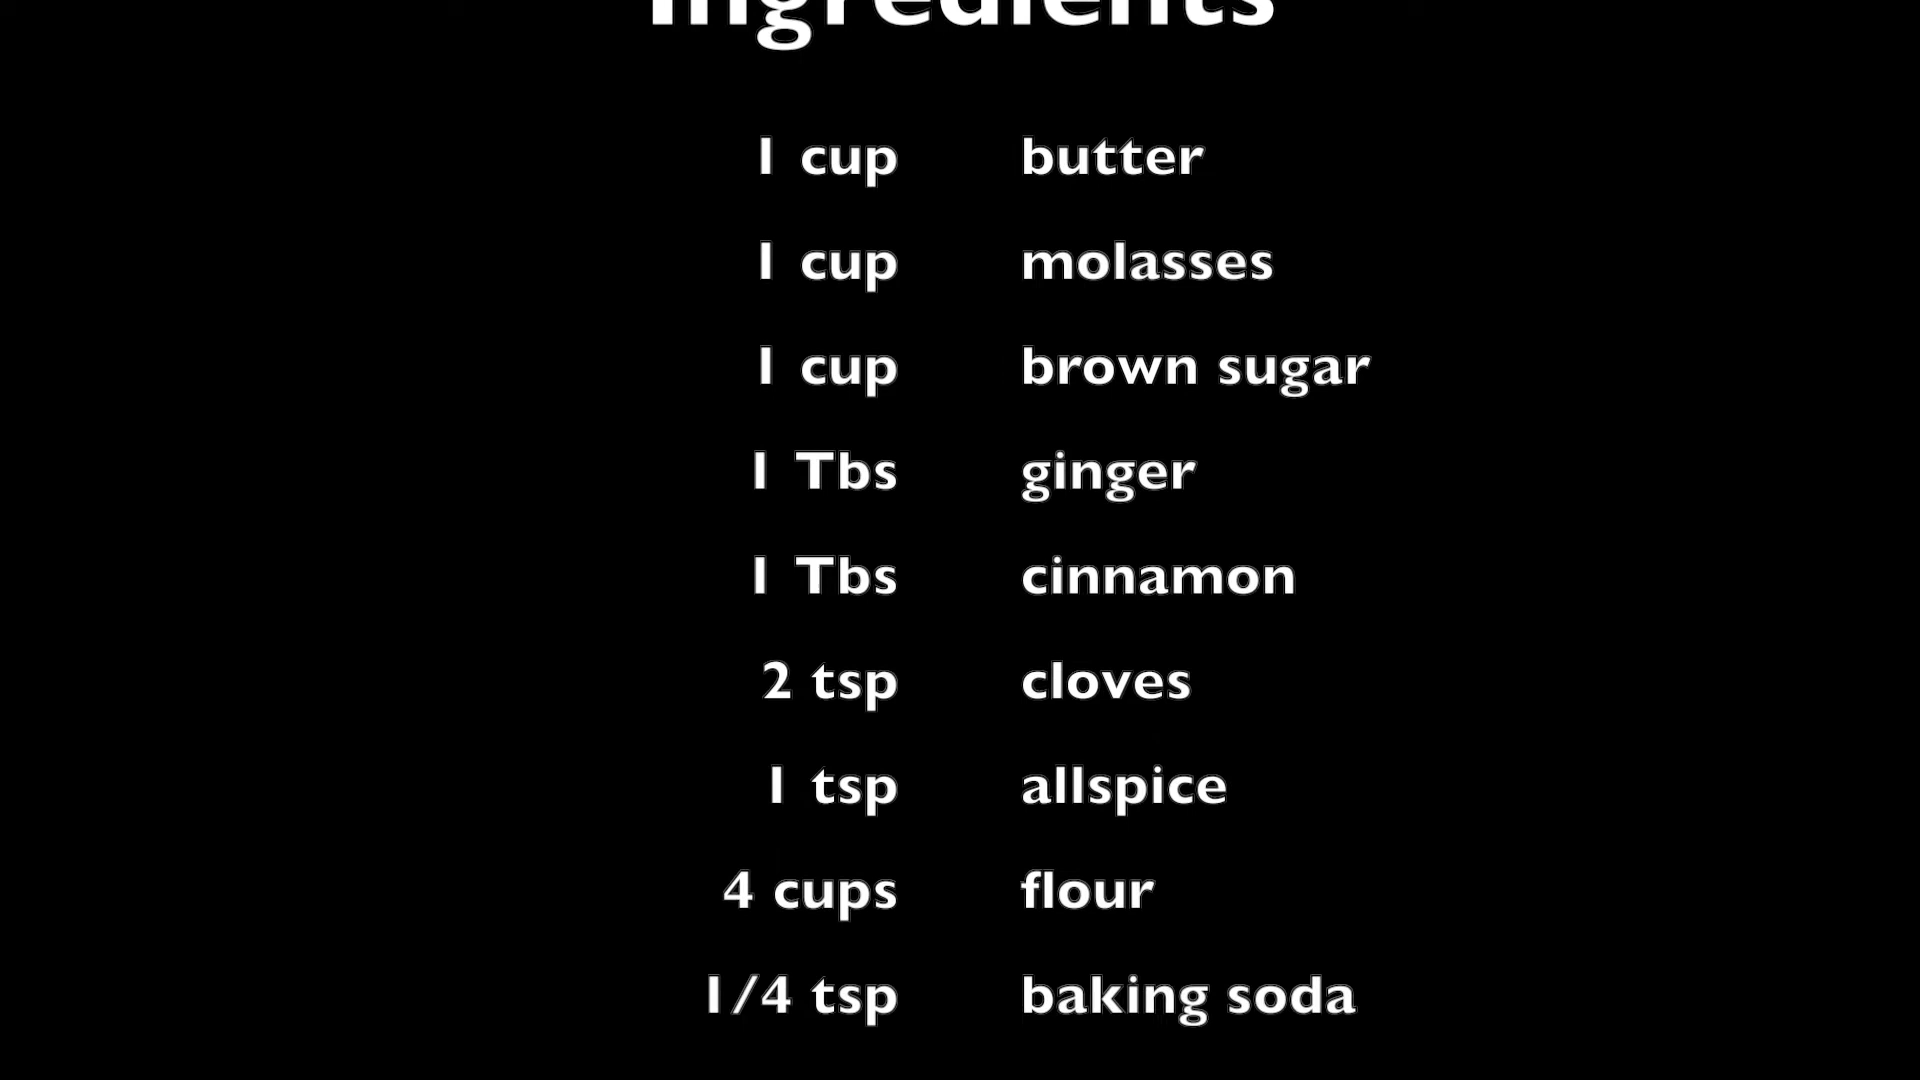 Ingredients
1 cup butter
1 cup molasses
1 cup brown sugar
1 Tbs ginger
1 Tbs cinnamon
2 tsp cloves
1 tsp allspice
4 cups flour
1/4 tsp baking soda